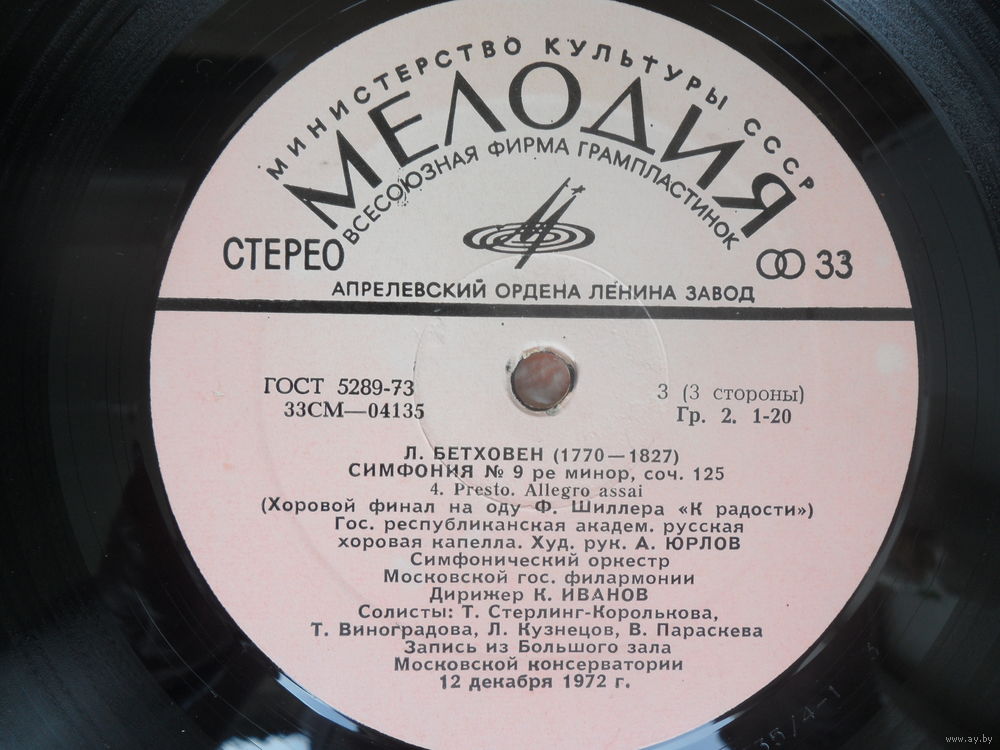 МИНИСТЕРСТВО КУЛЬТУРЫ СССР
МЕЛОДИЯ
ВСЕСОЮЗНАЯ ФИРМА ГРАМПЛАСТИНОК
СТЕРЕО
33
АПРЕЛЕВСКИЙ ОРДЕНА ЛЕНИНА ЗАВОД
ГОСТ 5289-73
33СМ—04135
3 (3 стороны)
Гр. 2. 1-20
Л. БЕТХОВЕН (1770—1827)
СИМФОНИЯ № 9 ре минор, соч. 125
4. Presto. Allegro assai
(Хоровой финал на оду Ф. Шиллера «К радости»)
Гос. республиканская академ. русская
хоровая капелла. Худ. рук. А. ЮРЛОВ
Симфонический оркестр
Московской гос. филармонии
Дирижер К. ИВАНОВ
Солисты: Т. Стерлинг-Королькова,
Т. Виноградова, Л. Кузнецов, В. Параскева
Запись из Большого зала
Московской консерватории
12 декабря 1972 г.
www.ay.by